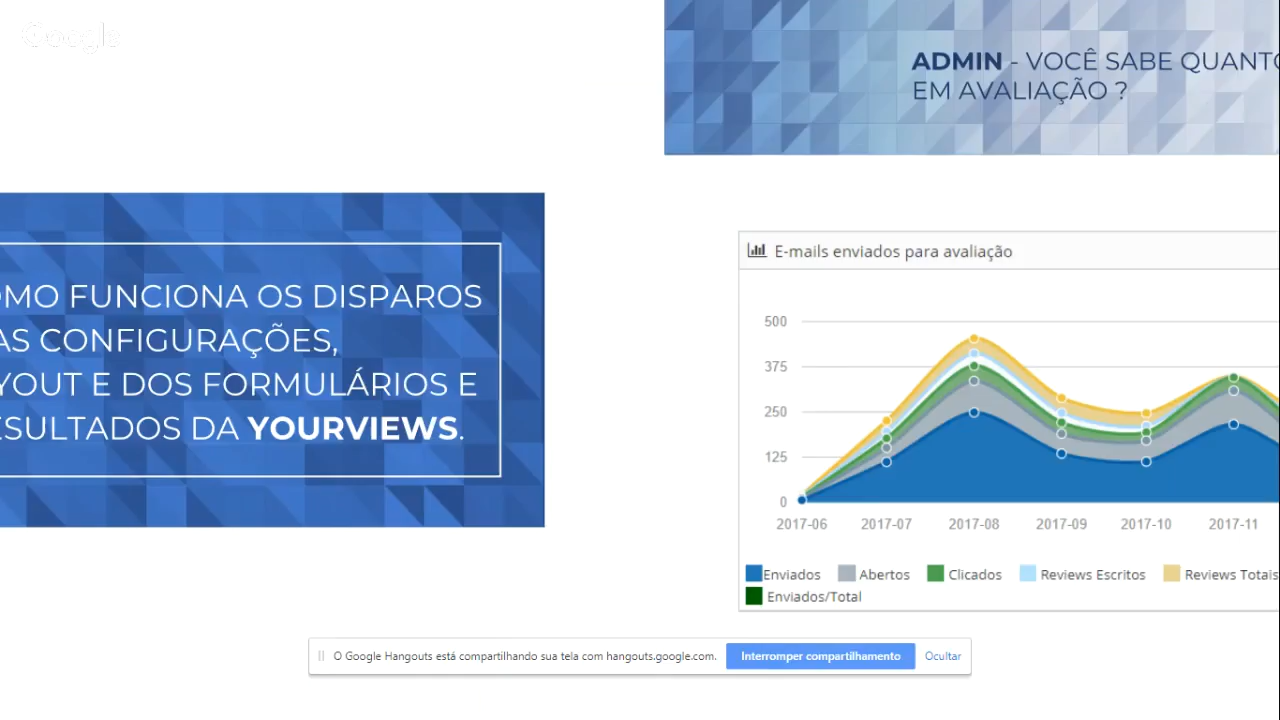 Google
ADMIN - VOCÊ SABE QUANTO
EM AVALIAÇÃO ?
OMO FUNCIONA OS DISPAROS
AS CONFIGURAÇÕES,
YOUT E DOS FORMULÁRIOS E
ESULTADOS DA YOURVIEWS.
E-mails enviados para avaliação
500
375
250
125
0
2017-06 2017-07 2017-08 2017-09 2017-10 2017-11
Enviados Abertos Clicados Reviews Escritos Reviews Totais
Enviados/Total
O Google Hangouts está compartilhando sua tela com hangouts.google.com. Interromper compartilhamento Ocultar